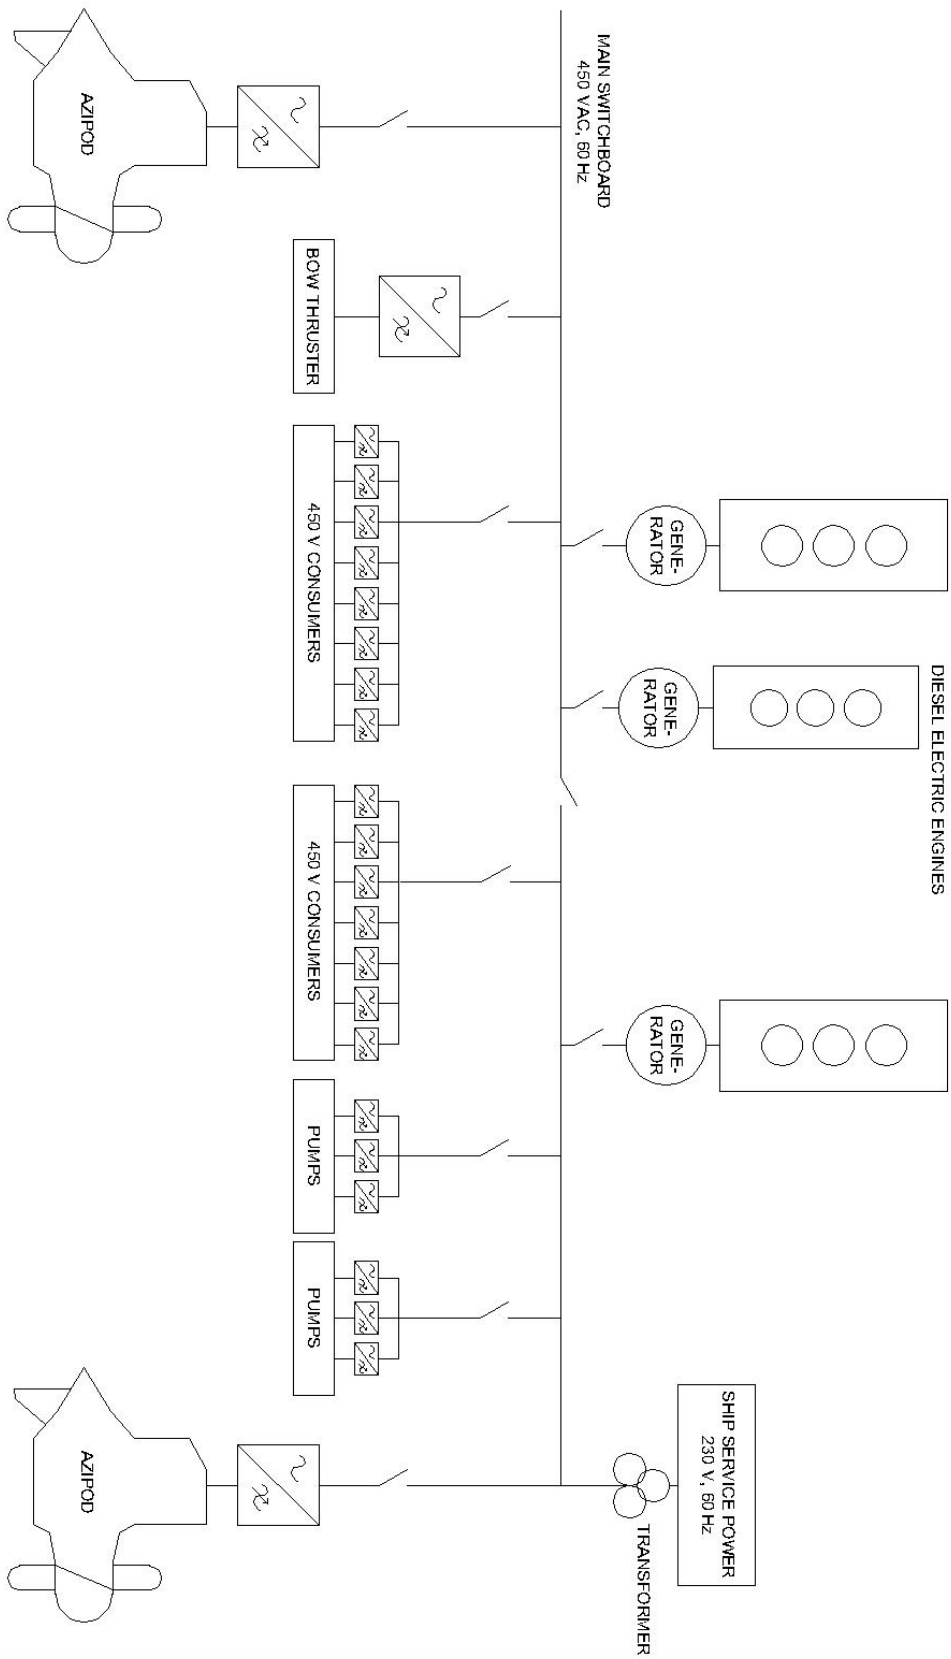 MAIN SWITCHBOARD
450 VAC, 60 Hz
DIESEL ELECTRIC ENGINES
GENE-
RATOR
GENE-
RATOR
GENE-
RATOR
SHIP SERVICE POWER
230 V, 60 Hz
TRANSFORMER
AZIPOD
BOW THRUSTER
450 V CONSUMERS
450 V CONSUMERS
PUMPS
PUMPS
AZIPOD